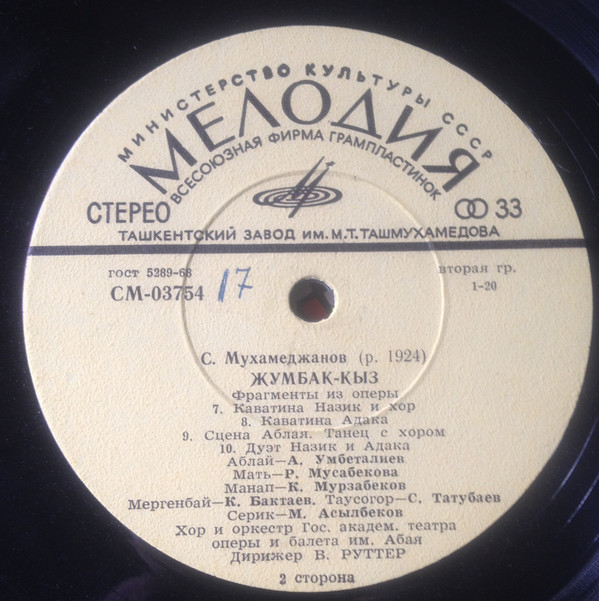 МИНИСТЕРСТВО КУЛЬТУРЫ СССР
МЕЛОДИЯ
ВСЕСОЮЗНАЯ ФИРМА ГРАМПЛАСТИНОК
СТЕРЕО 33
ТАШКЕНТСКИЙ ЗАВОД ИМ. М.Т. ТАШМУХАМЕДОВА
гост 5289-68 вторая гр.
СМ-03754 17 1-20
С. Мухамеджанов (р. 1924)
ЖУМБАК-КЫЗ
Фрагменты из оперы
7. Каватина Назик и хор
8. Каватина Адака
9. Сцена Аблая. Танец с хором
10. Дуэт Назик и Адака
Аблай—А. Умбеталиев
Мать—Р. Мусабекова
Манап—К. Мурзабеков
Мергенбай—К. Бактаев. Таусогор—С. Татубаев
Серик—М. Асылбеков
Хор и оркестр Гос. академ. театра
оперы и балета им. Абая
Дирижер В. РУТТЕР
2 сторона